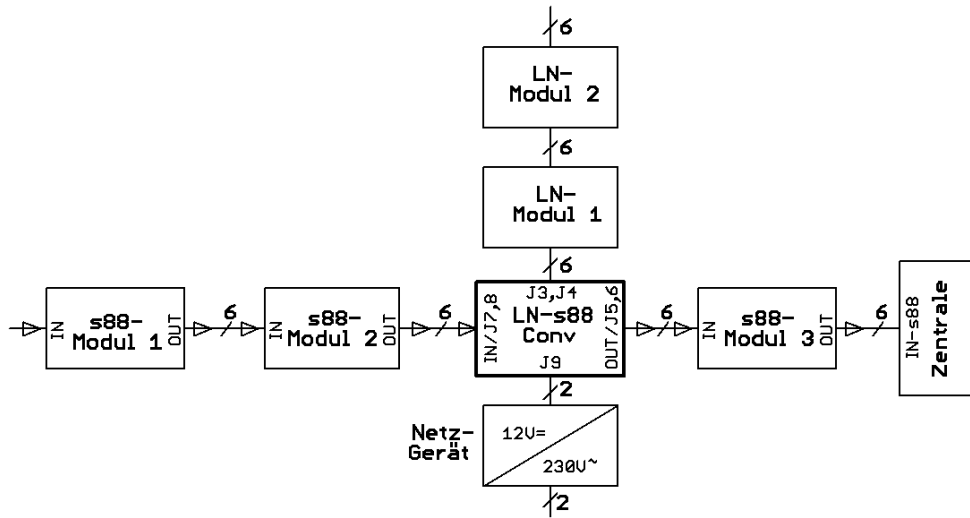 6
LN-
Modul 2
6
LN-
Modul 1
6
IN
s88-
Modul 1
OUT
6
IN
s88-
Modul 2
OUT
6
IN/J7,8
J3,J4
LN-s88
Conv
J9
OUT/J5,6
6
IN
s88-
Modul 3
OUT
6
IN-s88
Zentrale
2
Netz-
Gerät
12V=
230V~
2